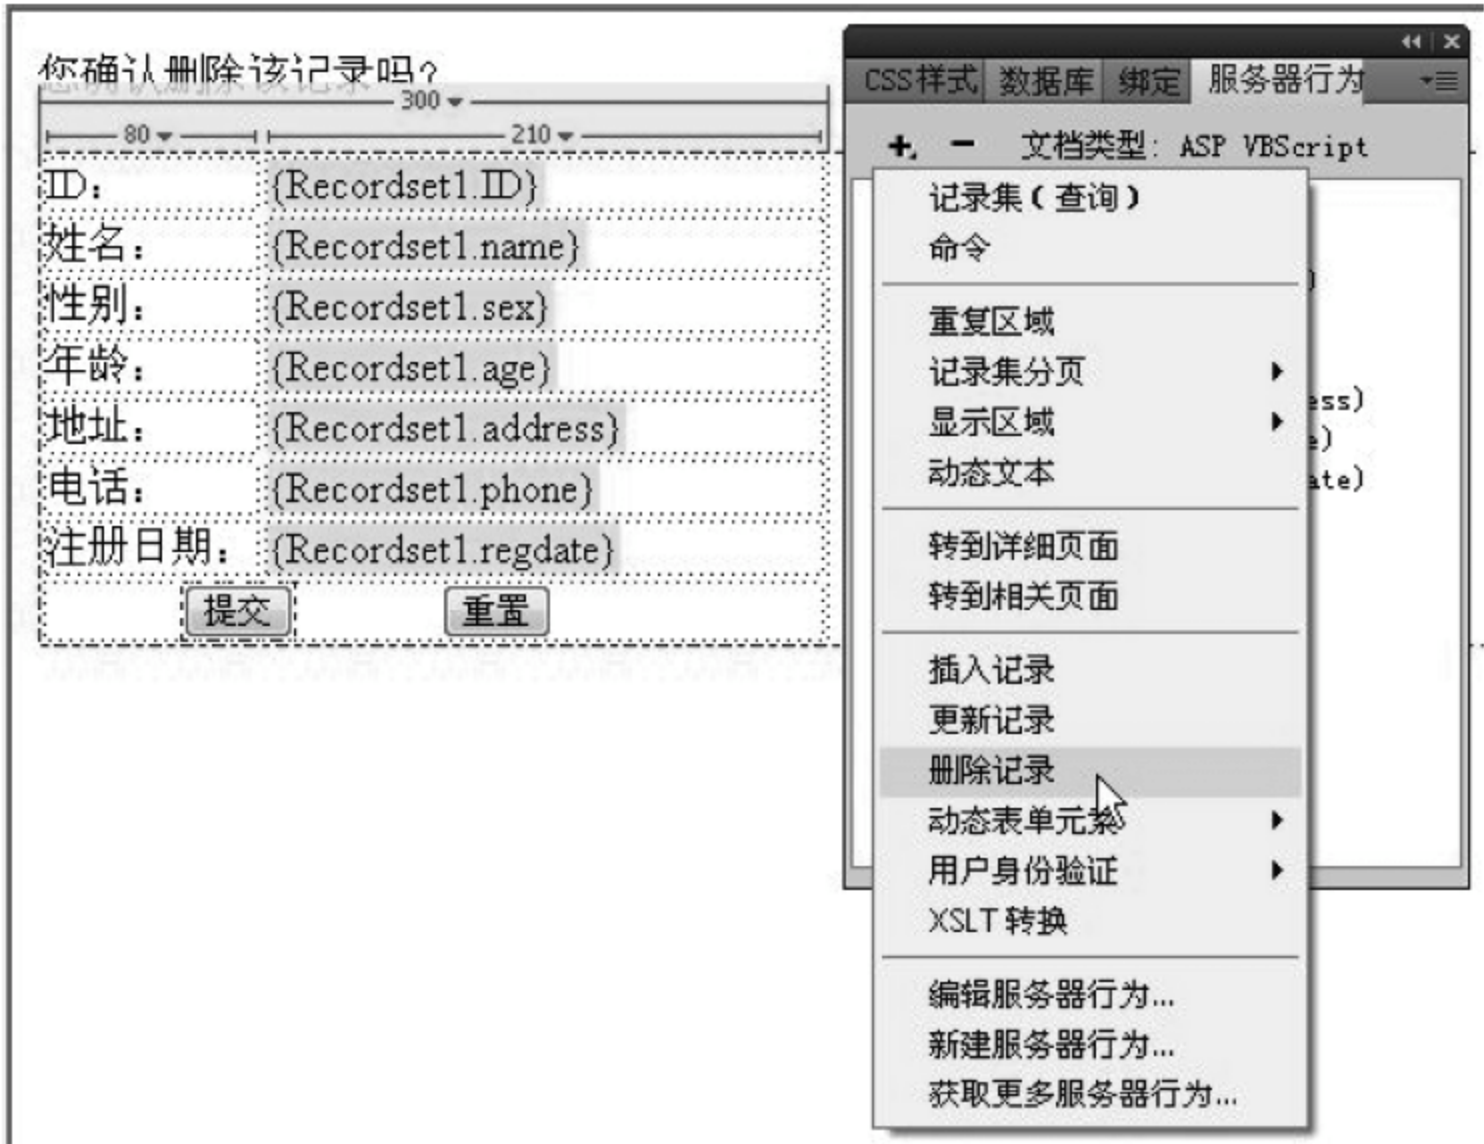 您确认删除该记录吗?
300
80 210
ID: {Recordset1.ID}
姓名: {Recordset1.name}
性别: {Recordset1.sex}
年龄: {Recordset1.age}
地址: {Recordset1.address}
电话: {Recordset1.phone}
注册日期: {Recordset1.regdate}
提交 重置
CSS样式 数据库 绑定 服务器行为
+ - 文档类型: ASP VBScript
记录集(查询)
命令
)
重复区域
记录集分页
ess)
显示区域
e)
动态文本
ate)
转到详细页面
转到相关页面
插入记录
更新记录
删除记录
动态表单元素
用户身份验证
XSLT 转换
编辑服务器行为...
新建服务器行为...
获取更多服务器行为...